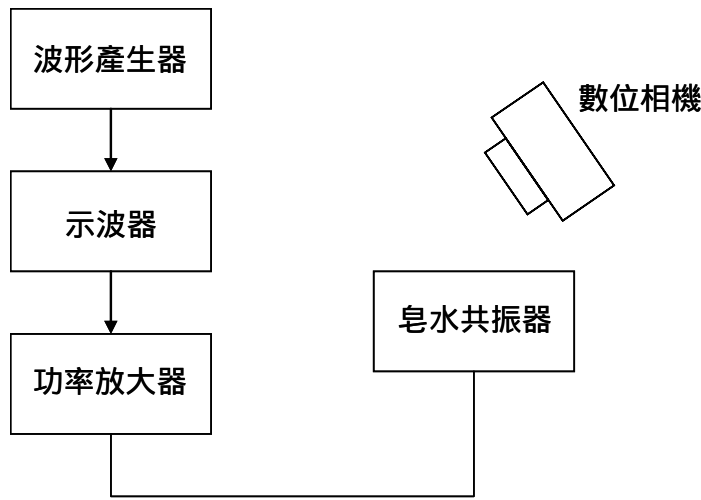 波形產生器
數位相機
示波器
皂水共振器
功率放大器